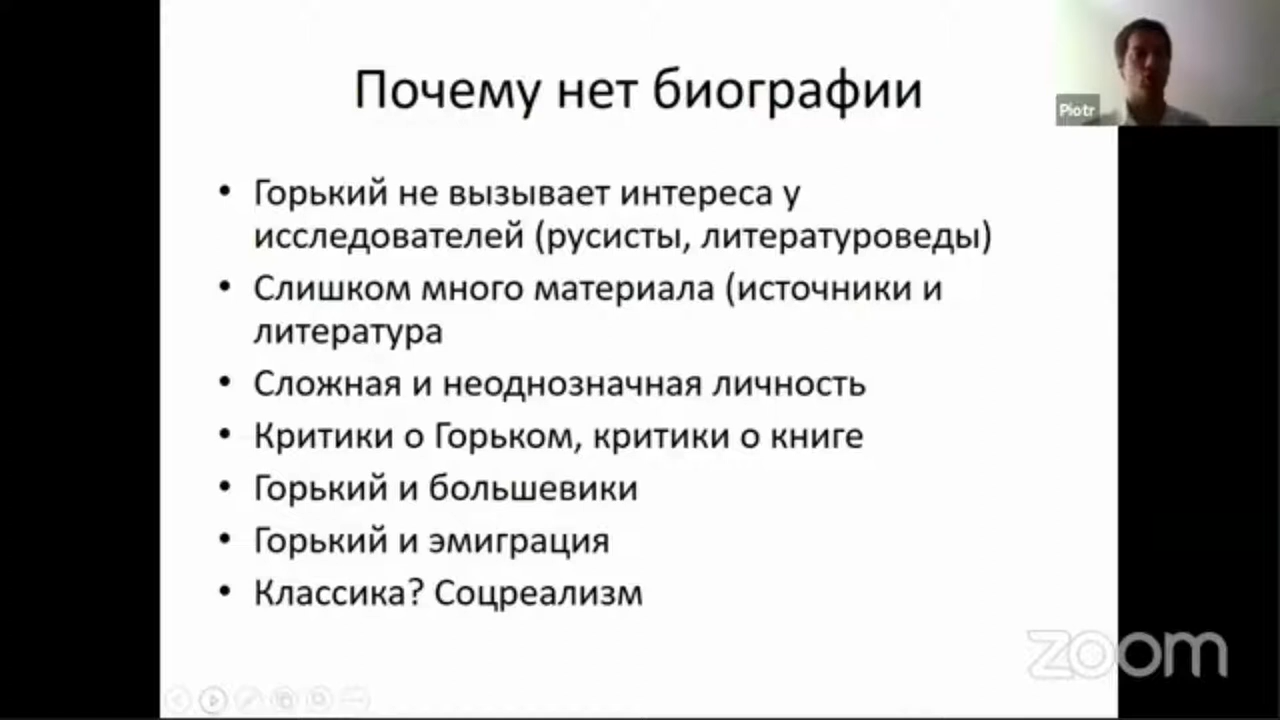 Почему нет биографии
Piotr
• Горький не вызывает интереса у
исследователей (русисты, литературоведы)
• Слишком много материала (источники и
литература
• Сложная и неоднозначная личность
• Критики о Горьком, критики о книге
• Горький и большевики
• Горький и эмиграция
• Классика? Соцреализм
zoom